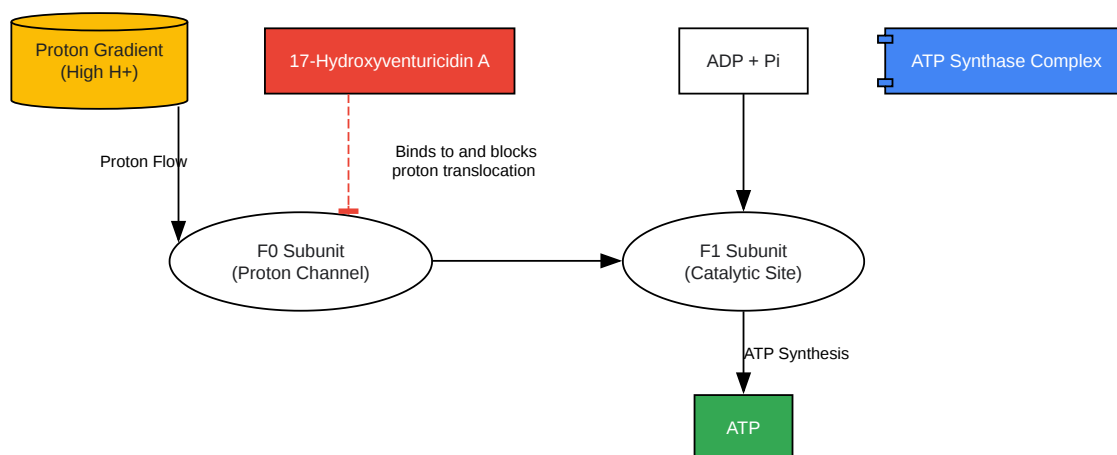 Proton Gradient
(High H+)
17-Hydroxyventuricidin A
ADP + Pi
ATP Synthase Complex
Proton Flow
Binds to and blocks
proton translocation
F0 Subunit
(Proton Channel)
F1 Subunit
(Catalytic Site)
ATP Synthesis
ATP